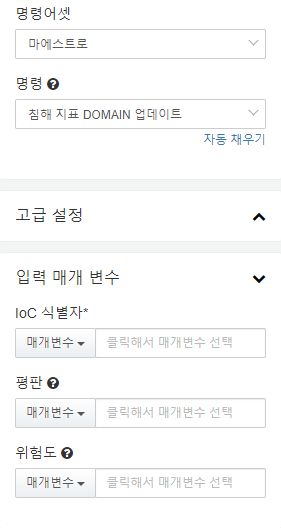 명령어셋
마에스트로
명령
침해 지표 DOMAIN 업데이트
자동 채우기
고급 설정
입력 매개 변수
IoC 식별자*
매개변수 클릭해서 매개변수 선택
평판
매개변수 클릭해서 매개변수 선택
위험도
매개변수 클릭해서 매개변수 선택